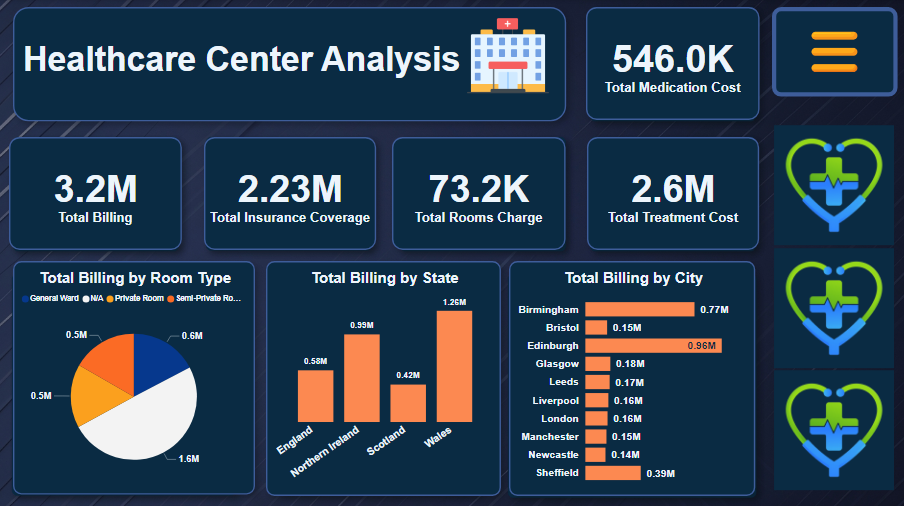 Healthcare Center Analysis
546.0K
Total Medication Cost
3.2M
Total Billing
2.23M
Total Insurance Coverage
73.2K
Total Rooms Charge
2.6M
Total Treatment Cost
Total Billing by Room Type
General Ward N/A Private Room Semi-Private Ro...
0.5M
0.6M
0.5M
1.6M
Total Billing by State
1.26M
0.99M
0.58M
0.42M
England
Northern Ireland
Scotland
Wales
Total Billing by City
Birmingham 0.77M
Bristol 0.15M
Edinburgh 0.96M
Glasgow 0.18M
Leeds 0.17M
Liverpool 0.16M
London 0.16M
Manchester 0.15M
Newcastle 0.14M
Sheffield 0.39M